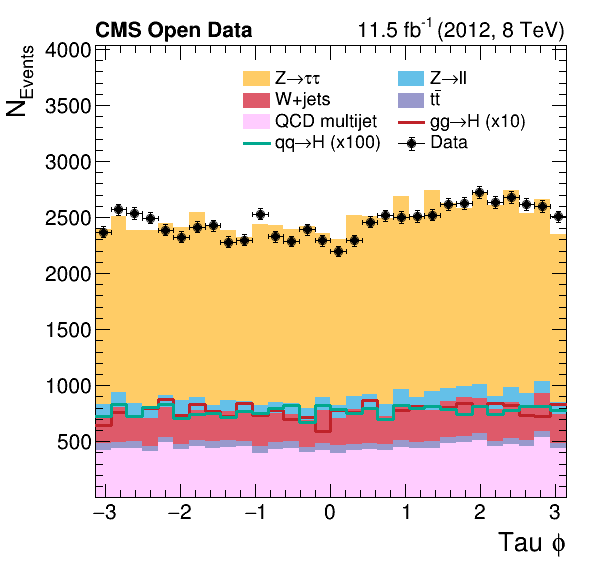 CMS Open Data 11.5 fb⁻¹ (2012, 8 TeV)
N_Events
4000
3500
3000
2500
2000
1500
1000
500
Z→ττ Z→ll
W+jets tt̄
QCD multijet gg→H (x10)
qq→H (x100) Data
−3 −2 −1 0 1 2 3
Tau ϕ